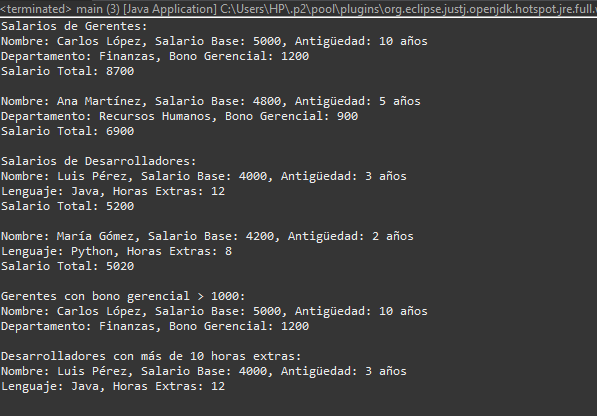 <terminated> main (3) [Java Application] C:\Users\HP\.p2\pool\plugins\org.eclipse.justj.openjdk.hotspot.jre.full.
Salarios de Gerentes:
Nombre: Carlos López, Salario Base: 5000, Antigüedad: 10 años
Departamento: Finanzas, Bono Gerencial: 1200
Salario Total: 8700
Nombre: Ana Martínez, Salario Base: 4800, Antigüedad: 5 años
Departamento: Recursos Humanos, Bono Gerencial: 900
Salario Total: 6900
Salarios de Desarrolladores:
Nombre: Luis Pérez, Salario Base: 4000, Antigüedad: 3 años
Lenguaje: Java, Horas Extras: 12
Salario Total: 5200
Nombre: María Gómez, Salario Base: 4200, Antigüedad: 2 años
Lenguaje: Python, Horas Extras: 8
Salario Total: 5020
Gerentes con bono gerencial > 1000:
Nombre: Carlos López, Salario Base: 5000, Antigüedad: 10 años
Departamento: Finanzas, Bono Gerencial: 1200
Desarrolladores con más de 10 horas extras:
Nombre: Luis Pérez, Salario Base: 4000, Antigüedad: 3 años
Lenguaje: Java, Horas Extras: 12